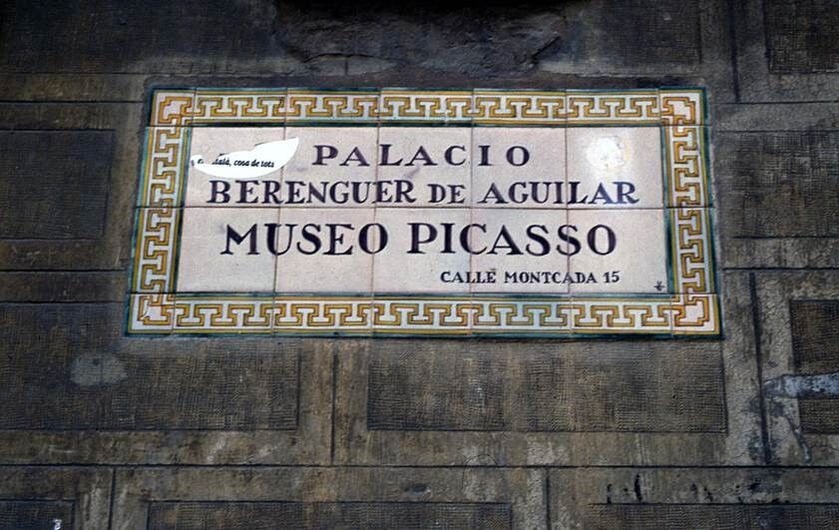 cosa de tots
PALACIO
BERENGUER DE AGUILAR
MUSEO PICASSO
CALLE MONTCADA 15